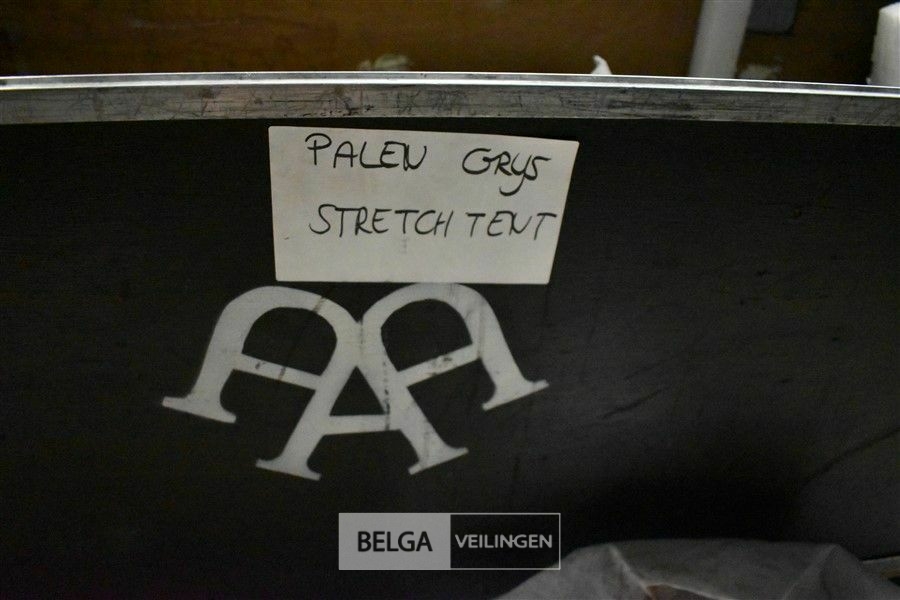 PALEN GRYS
STRETCH TENT
AAA
BELGA VEILINGEN